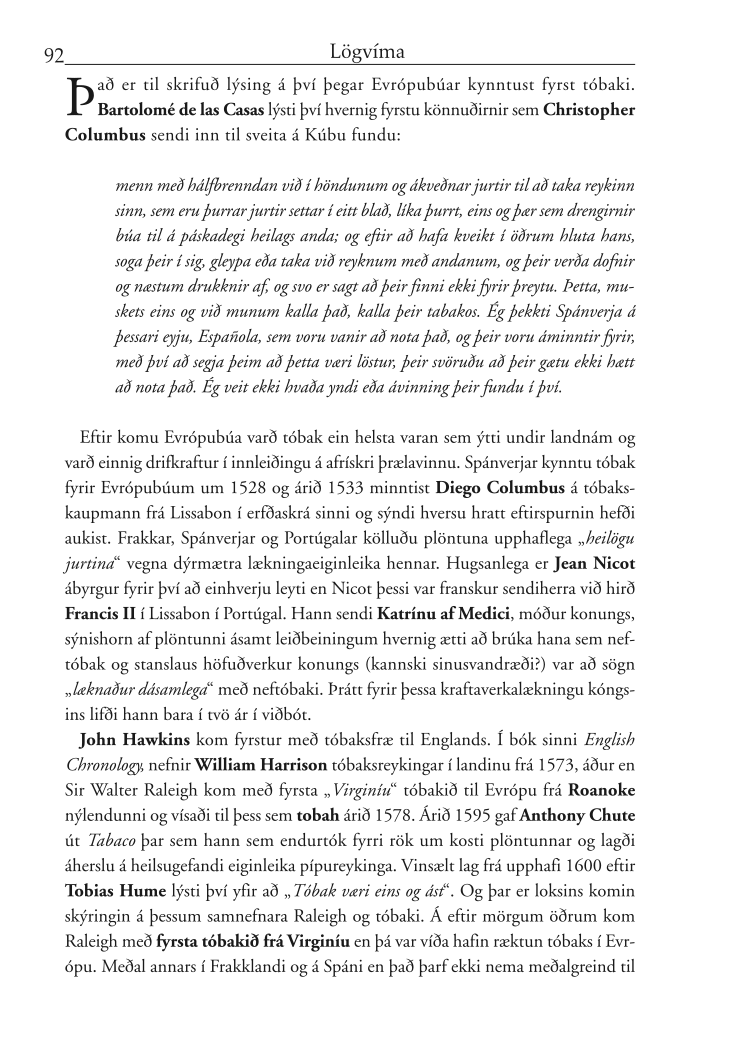 92 Lögvíma
Það er til skrifuð lýsing á því þegar Evrópubúar kynntust fyrst tóbaki.
Bartolomé de las Casas lýsti því hvernig fyrstu könnuðirnir sem Christopher
Columbus sendi inn til sveita á Kúbu fundu:
menn með hálfbrenndan við í höndunum og ákveðnar jurtir til að taka reykinn
sinn, sem eru þurrar jurtir settar í eitt blað, líka þurrt, eins og þær sem drengirnir
búa til á páskadegi heilags anda; og eftir að hafa kveikt í öðrum hluta hans,
soga þeir í sig, gleypa eða taka við reyknum með andanum, og þeir verða dofnir
og næstum drukknir af, og svo er sagt að þeir finni ekki fyrir þreytu. Þetta, mu-
skets eins og við munum kalla það, kalla þeir tabakos. Ég þekkti Spánverja á
þessari eyju, Española, sem voru vanir að nota það, og þeir voru áminntir fyrir,
með því að segja þeim að þetta væri löstur, þeir svöruðu að þeir gætu ekki hætt
að nota það. Ég veit ekki hvaða yndi eða ávinning þeir fundu í því.
Eftir komu Evrópubúa varð tóbak ein helsta varan sem ýtti undir landnám og
varð einnig drifkraftur í innleiðingu á afrískri þrælavinnu. Spánverjar kynntu tóbak
fyrir Evrópubúum um 1528 og árið 1533 minntist Diego Columbus á tóbaks-
kaupmann frá Lissabon í erfðaskrá sinni og sýndi hversu hratt eftirspurnin hefði
aukist. Frakkar, Spánverjar og Portúgalar kölluðu plöntuna upphaflega „heilögu
jurtina“ vegna dýrmætra lækningaeiginleika hennar. Hugsanlega er Jean Nicot
ábyrgur fyrir því að einhverju leyti en Nicot þessi var franskur sendiherra við hirð
Francis II í Lissabon í Portúgal. Hann sendi Katrínu af Medici, móður konungs,
sýnishorn af plöntunni ásamt leiðbeiningum hvernig ætti að brúka hana sem nef-
tóbak og stanslaus höfuðverkur konungs (kannski sinusvandræði?) var að sögn
„læknaður dásamlega“ með neftóbaki. Þrátt fyrir þessa kraftaverkalækningu kóngs-
ins lifði hann bara í tvö ár í viðbót.
John Hawkins kom fyrstur með tóbaksfræ til Englands. Í bók sinni English
Chronology, nefnir William Harrison tóbaksreykingar í landinu frá 1573, áður en
Sir Walter Raleigh kom með fyrsta „Virginíu“ tóbakið til Evrópu frá Roanoke
nýlendunni og vísaði til þess sem tobah árið 1578. Árið 1595 gaf Anthony Chute
út Tabaco þar sem hann sem endurtók fyrri rök um kosti plöntunnar og lagði
áherslu á heilsugefandi eiginleika pípureykinga. Vinsælt lag frá upphafi 1600 eftir
Tobias Hume lýsti því yfir að „Tóbak væri eins og ást“. Og þar er loksins komin
skýringin á þessum samnefnara Raleigh og tóbaki. Á eftir mörgum öðrum kom
Raleigh með fyrsta tóbakið frá Virginíu en þá var víða hafin ræktun tóbaks í Evr-
ópu. Meðal annars í Frakklandi og á Spáni en það þarf ekki nema meðalgreind til